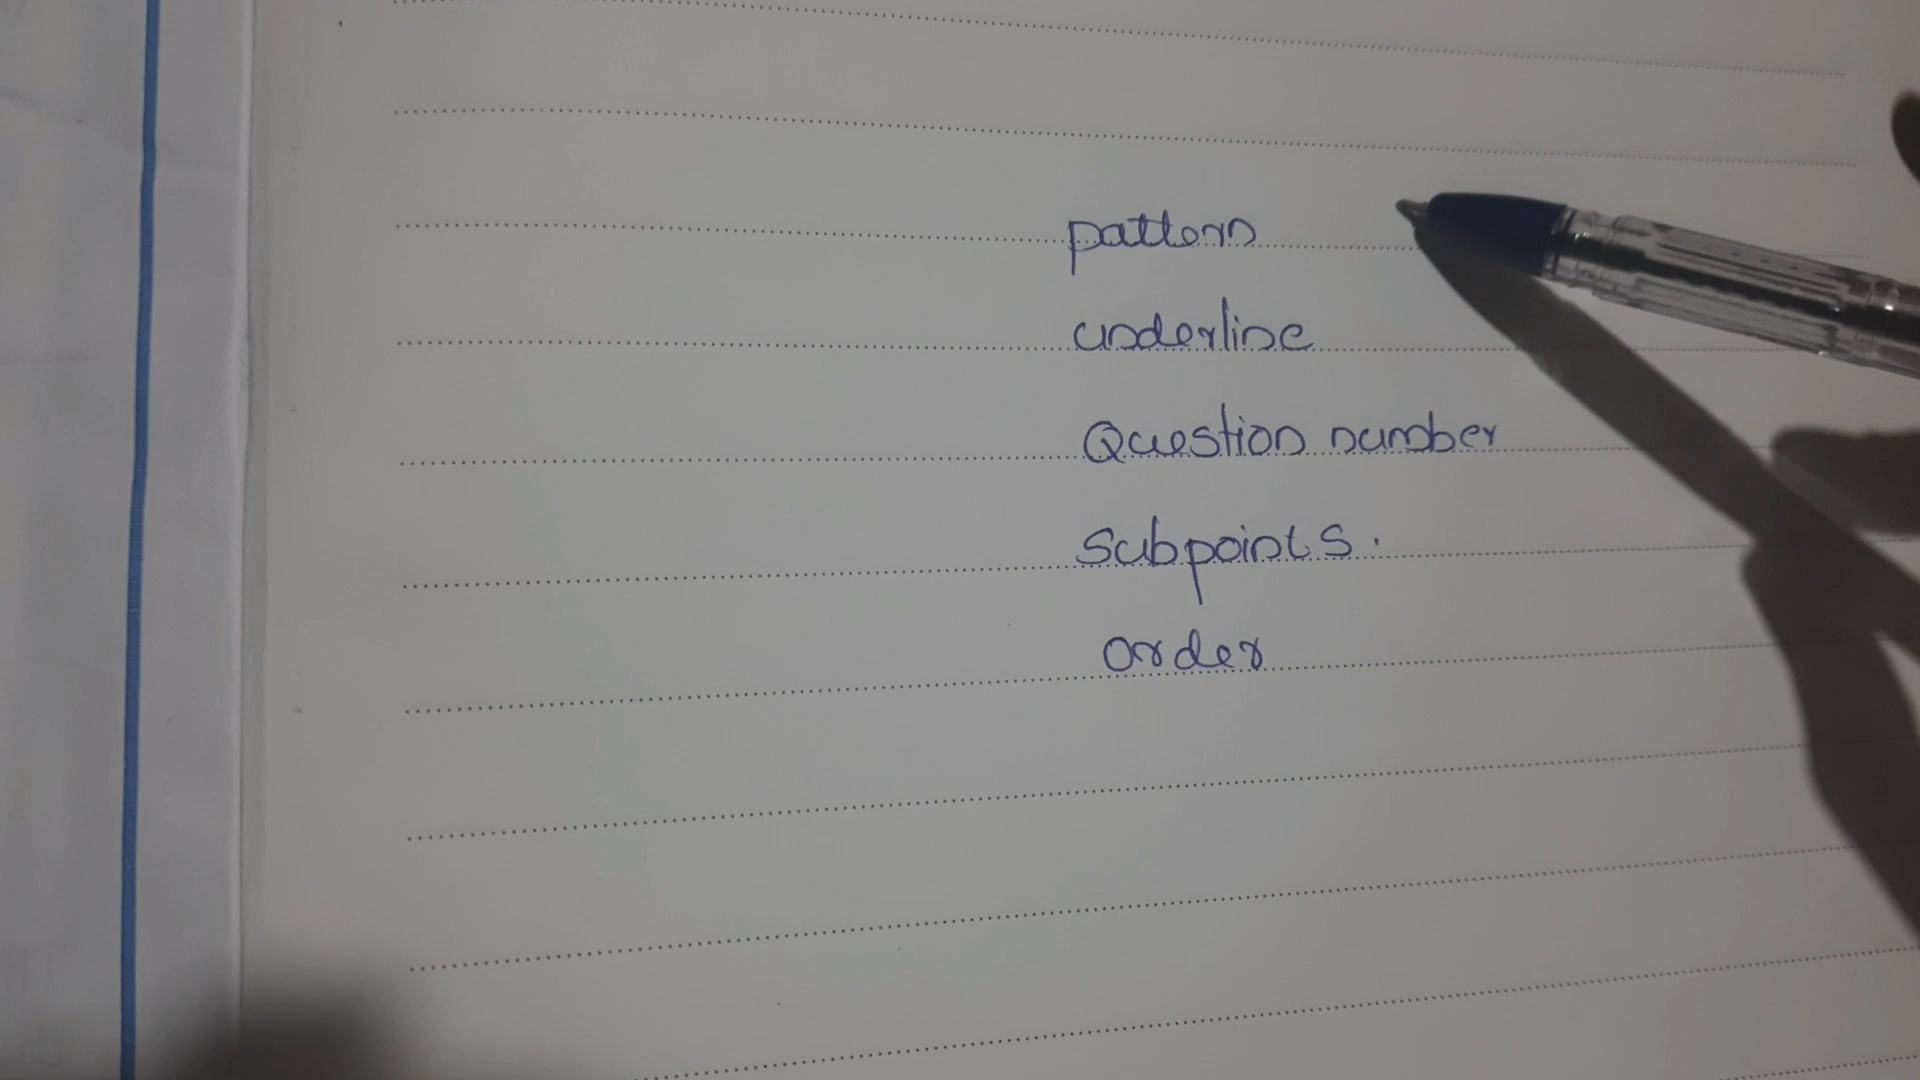 pattern
underline
Question number
Subpoints.
order